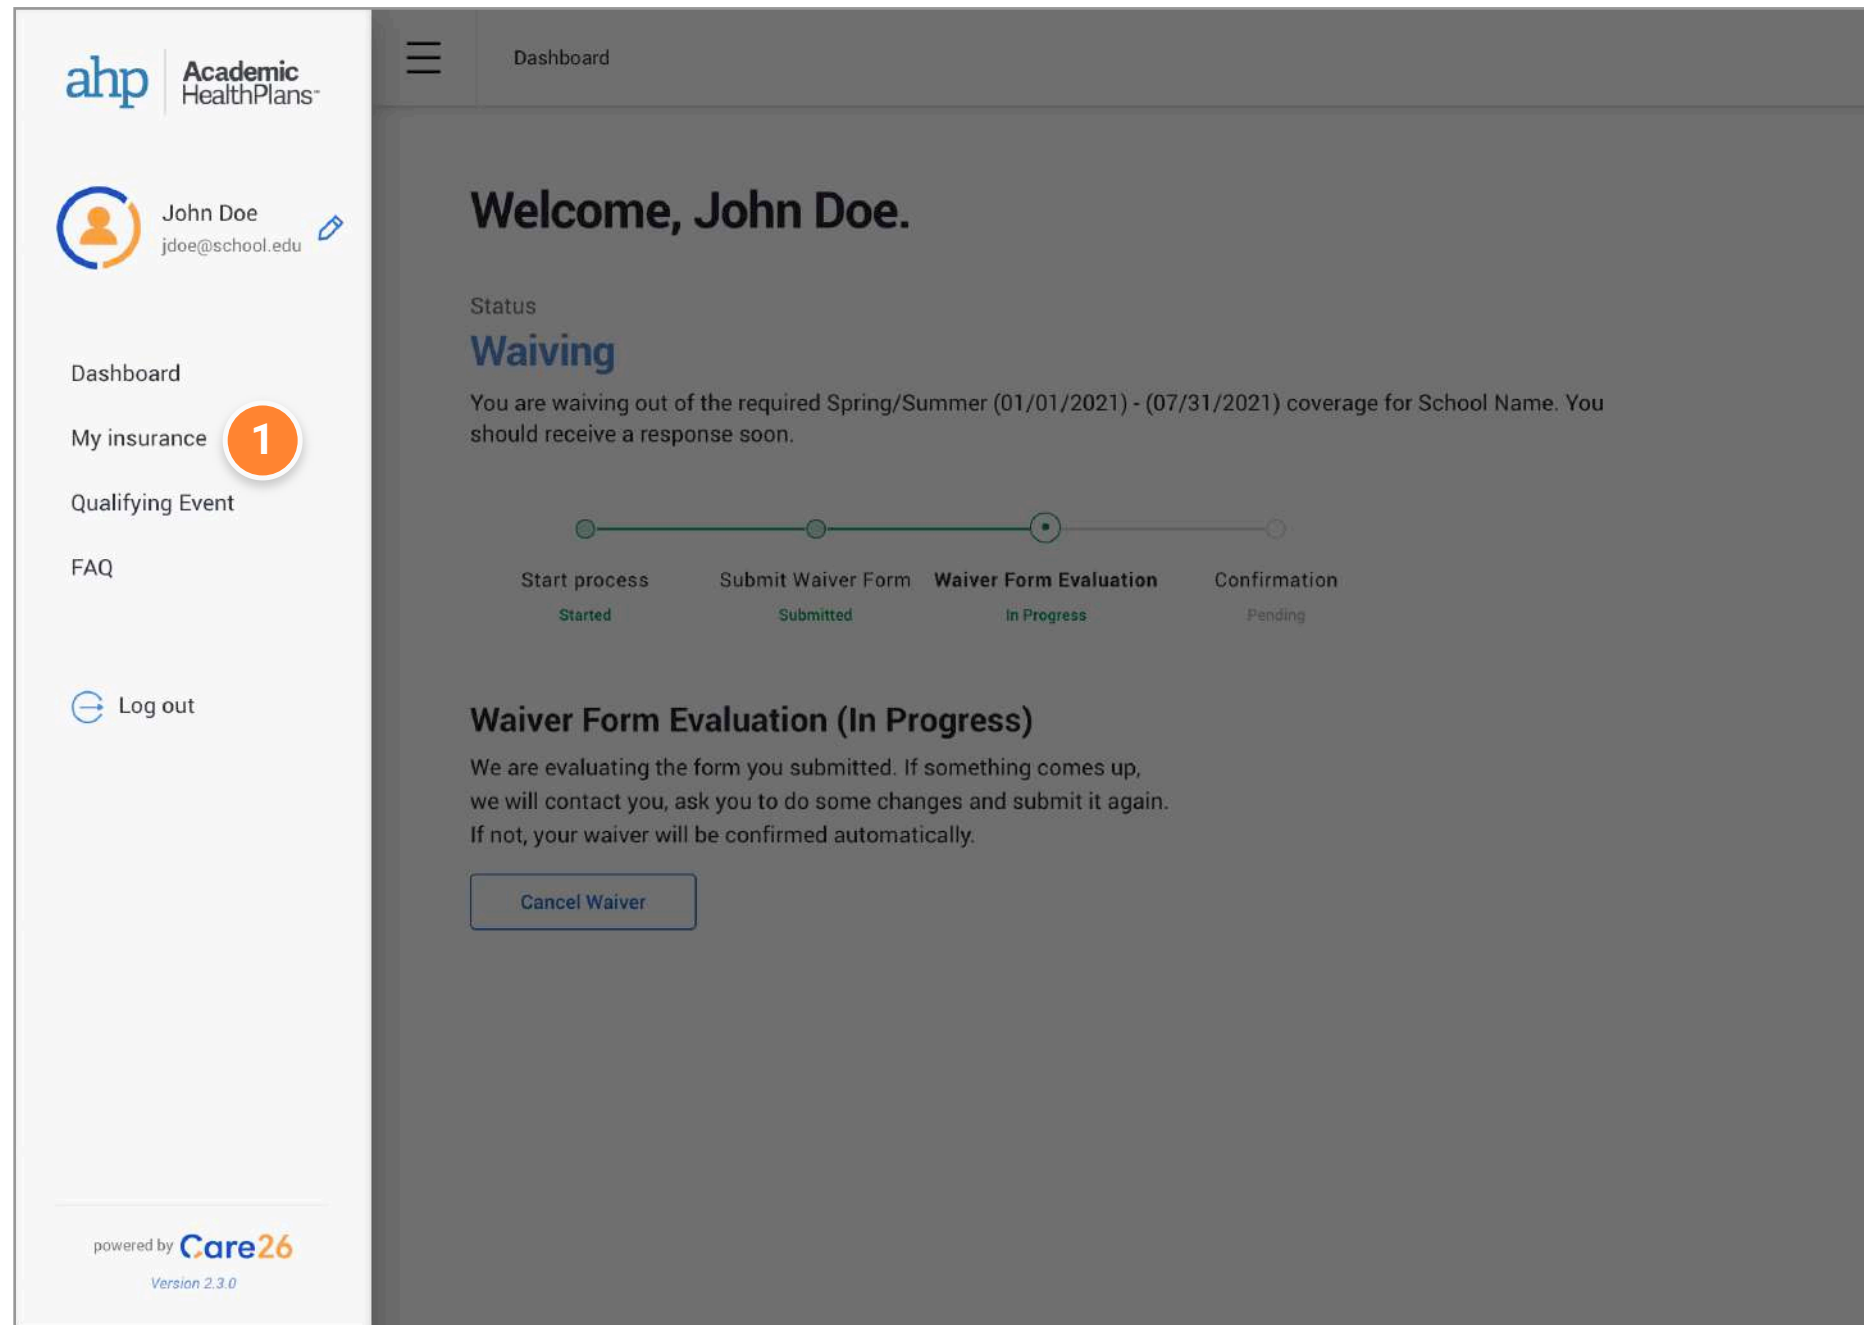 ahp Academic
HealthPlans
John Doe
jdoe@school.edu
Dashboard
My insurance 1
Qualifying Event
FAQ
Log out
powered by Care26
Version 2.3.0
Dashboard
Welcome, John Doe.
Status
Waiving
You are waiving out of the required Spring/Summer (01/01/2021) - (07/31/2021) coverage for School Name. You
should receive a response soon.
Start process Submit Waiver Form Waiver Form Evaluation Confirmation
Started Submitted In Progress Pending
Waiver Form Evaluation (In Progress)
We are evaluating the form you submitted. If something comes up,
we will contact you, ask you to do some changes and submit it again.
If not, your waiver will be confirmed automatically.
Cancel Waiver